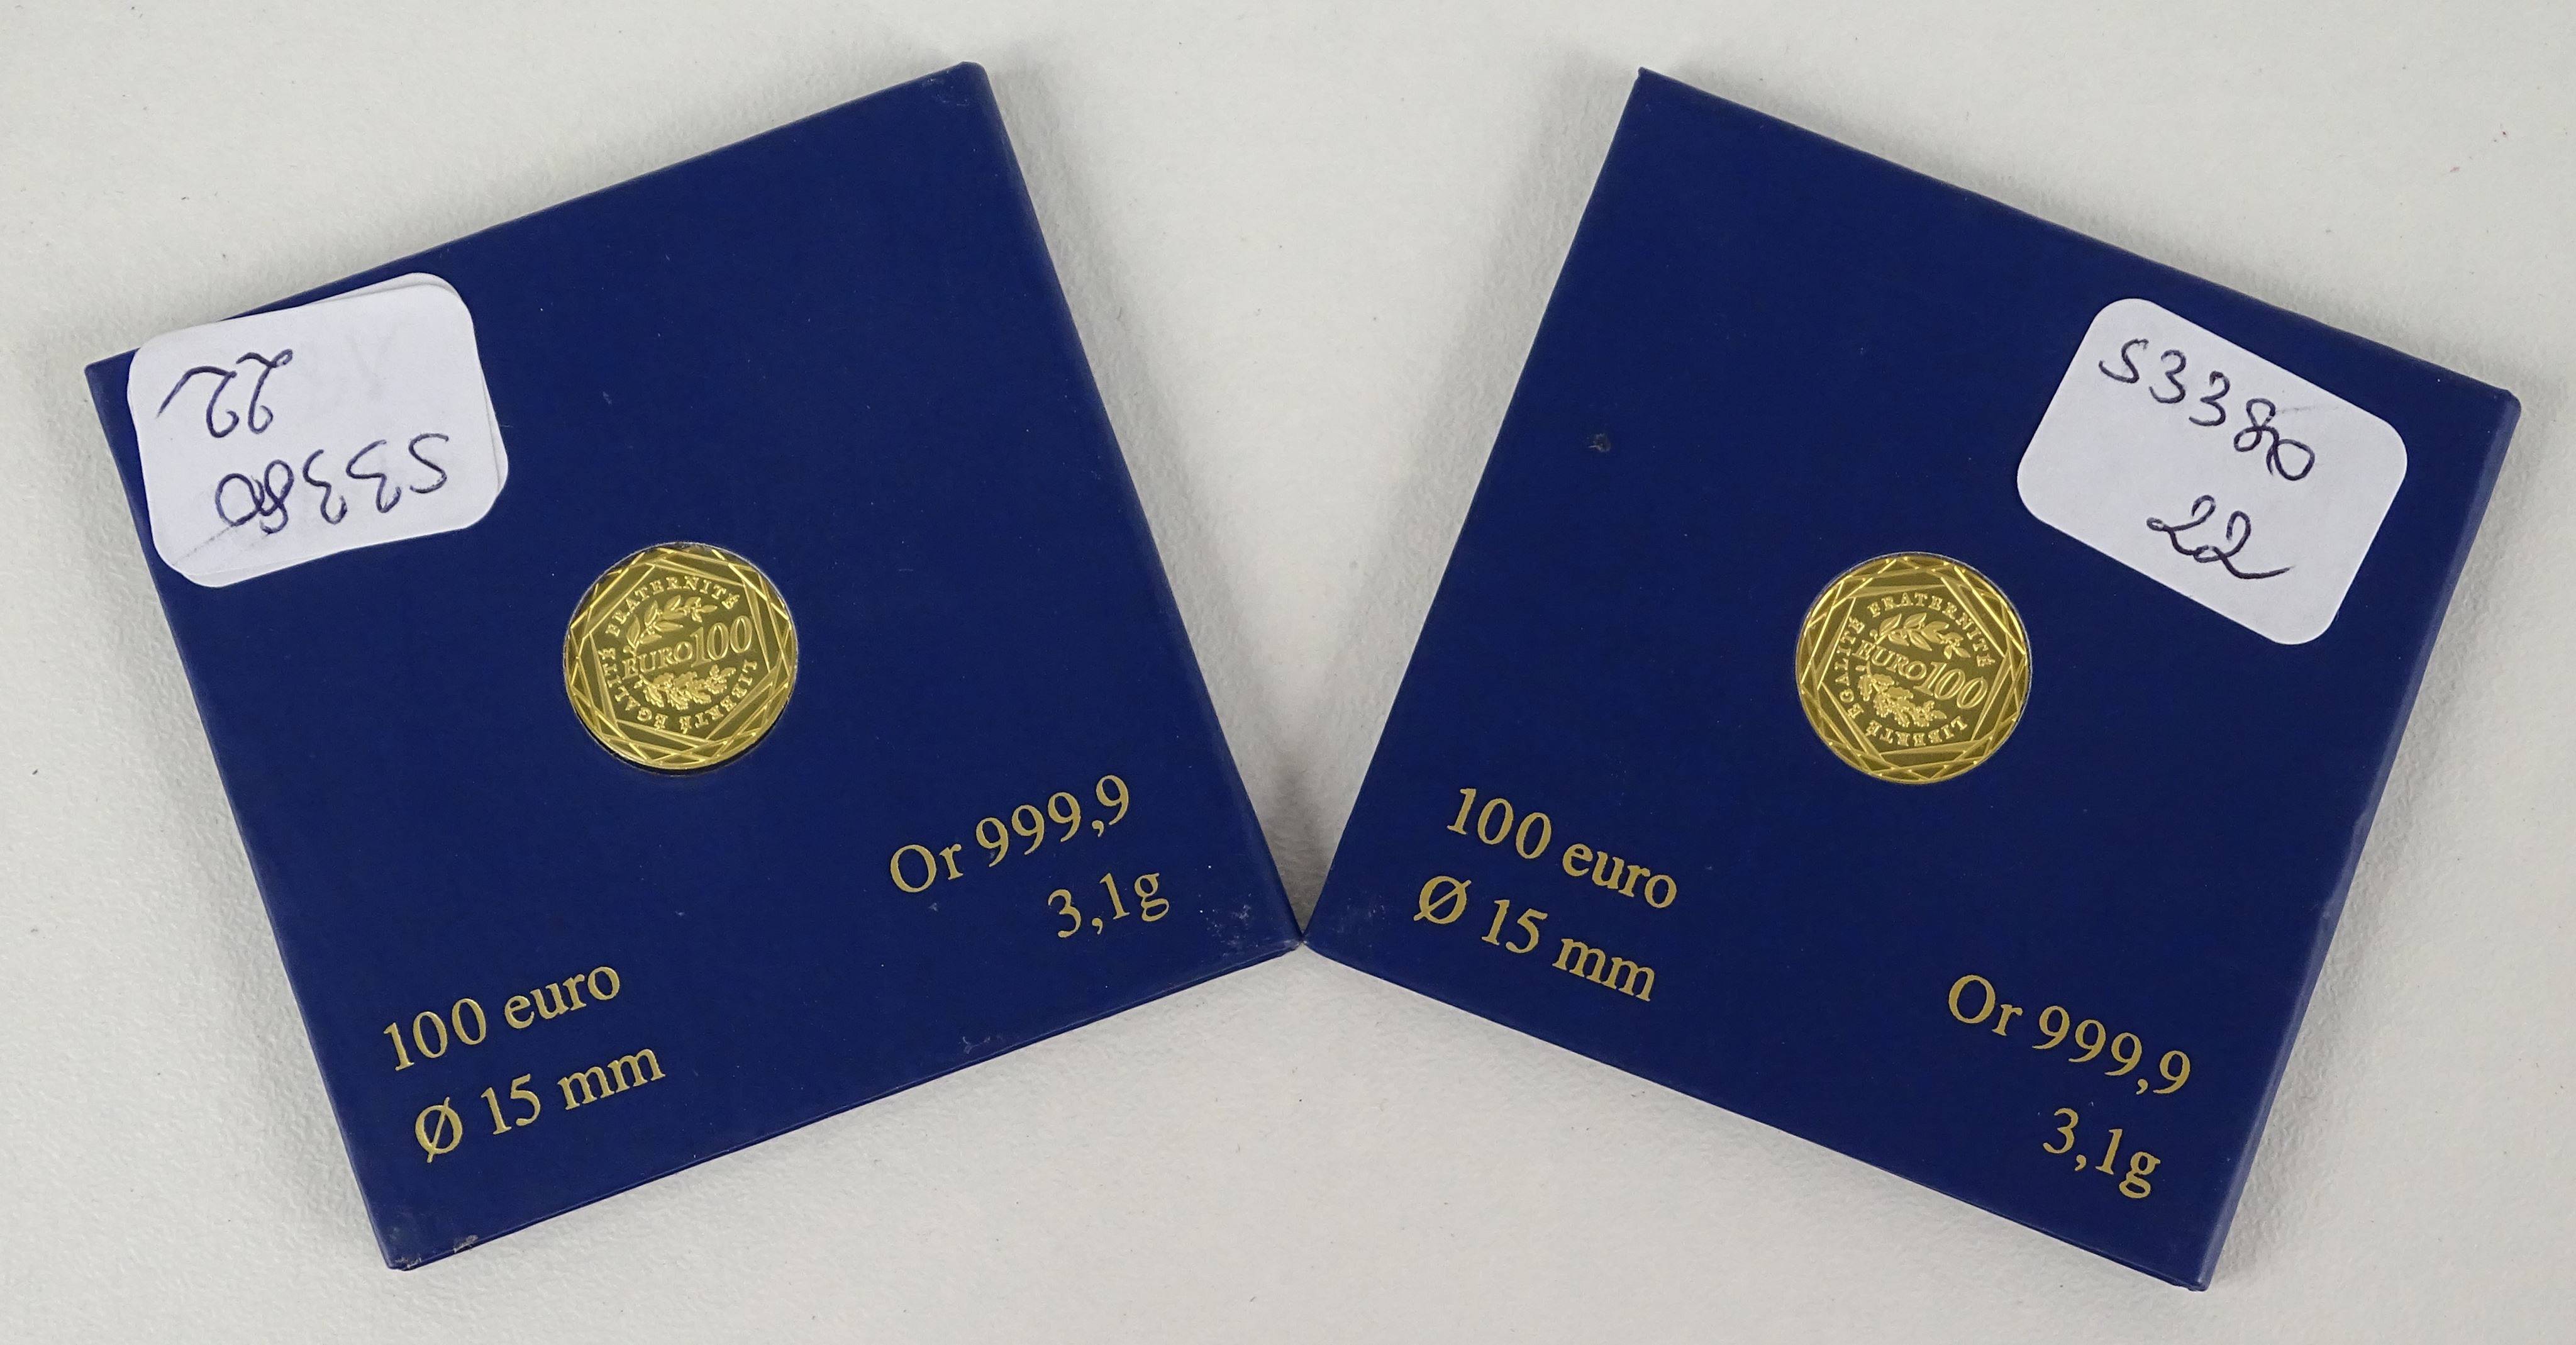 S3380
22
FRATERNITÉ
EURO 100
LIBERTÉ ÉGALITÉ
Or 999,9
3,1g
100 euro
Ø 15 mm
S3380
22
FRATERNITÉ
EURO 100
LIBERTÉ ÉGALITÉ
100 euro
Ø 15 mm
Or 999,9
3,1g